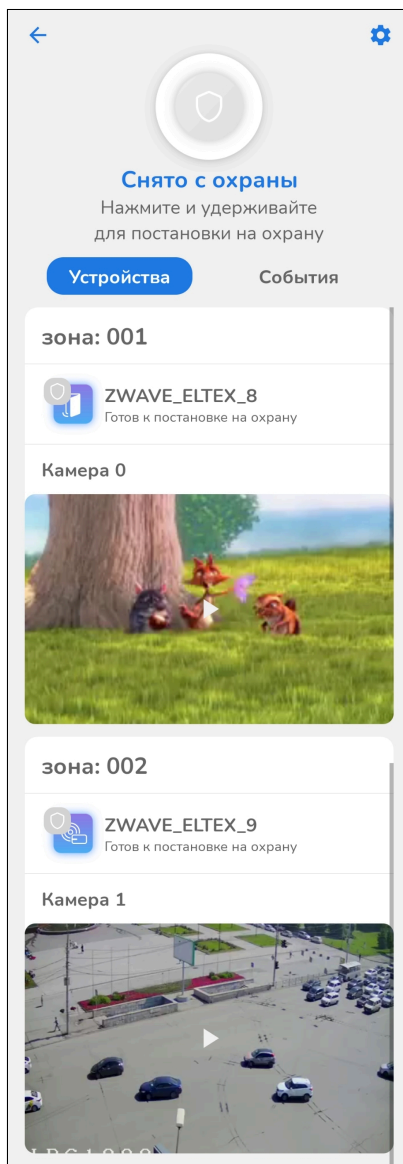 Снято с охраны
Нажмите и удерживайте
для постановки на охрану
Устройства
События
зона: 001
ZWAVE_ELTEX_8
Готов к постановке на охрану
Камера 0
зона: 002
ZWAVE_ELTEX_9
Готов к постановке на охрану
Камера 1